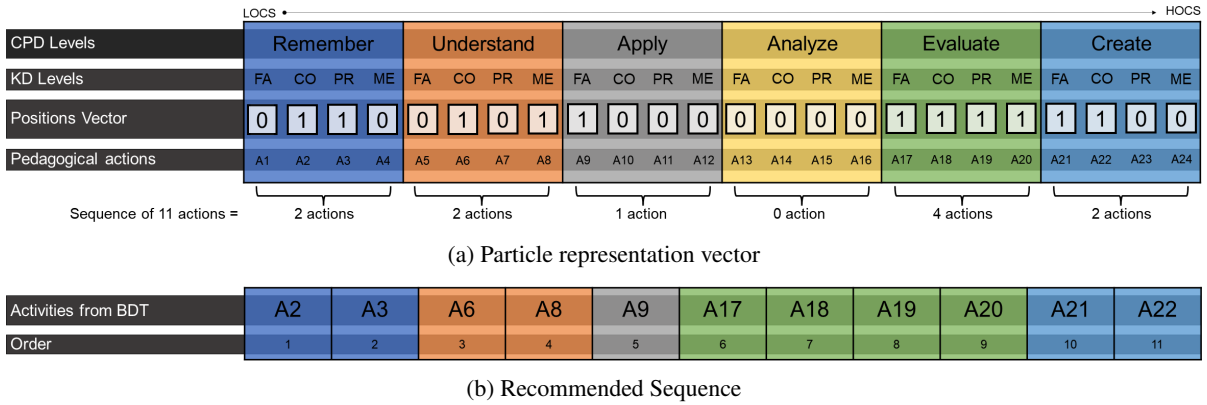 LOCS HOCS
CPD Levels Remember Understand Apply Analyze Evaluate Create
KD Levels FA CO PR ME FA CO PR ME FA CO PR ME FA CO PR ME FA CO PR ME FA CO PR ME
Positions Vector 0 1 1 0 0 1 0 1 1 0 0 0 0 0 0 0 1 1 1 1 1 1 0 0
Pedagogical actions A1 A2 A3 A4 A5 A6 A7 A8 A9 A10 A11 A12 A13 A14 A15 A16 A17 A18 A19 A20 A21 A22 A23 A24
Sequence of 11 actions = 2 actions 2 actions 1 action 0 action 4 actions 2 actions
(a) Particle representation vector
Activities from BDT A2 A3 A6 A8 A9 A17 A18 A19 A20 A21 A22
Order 1 2 3 4 5 6 7 8 9 10 11
(b) Recommended Sequence